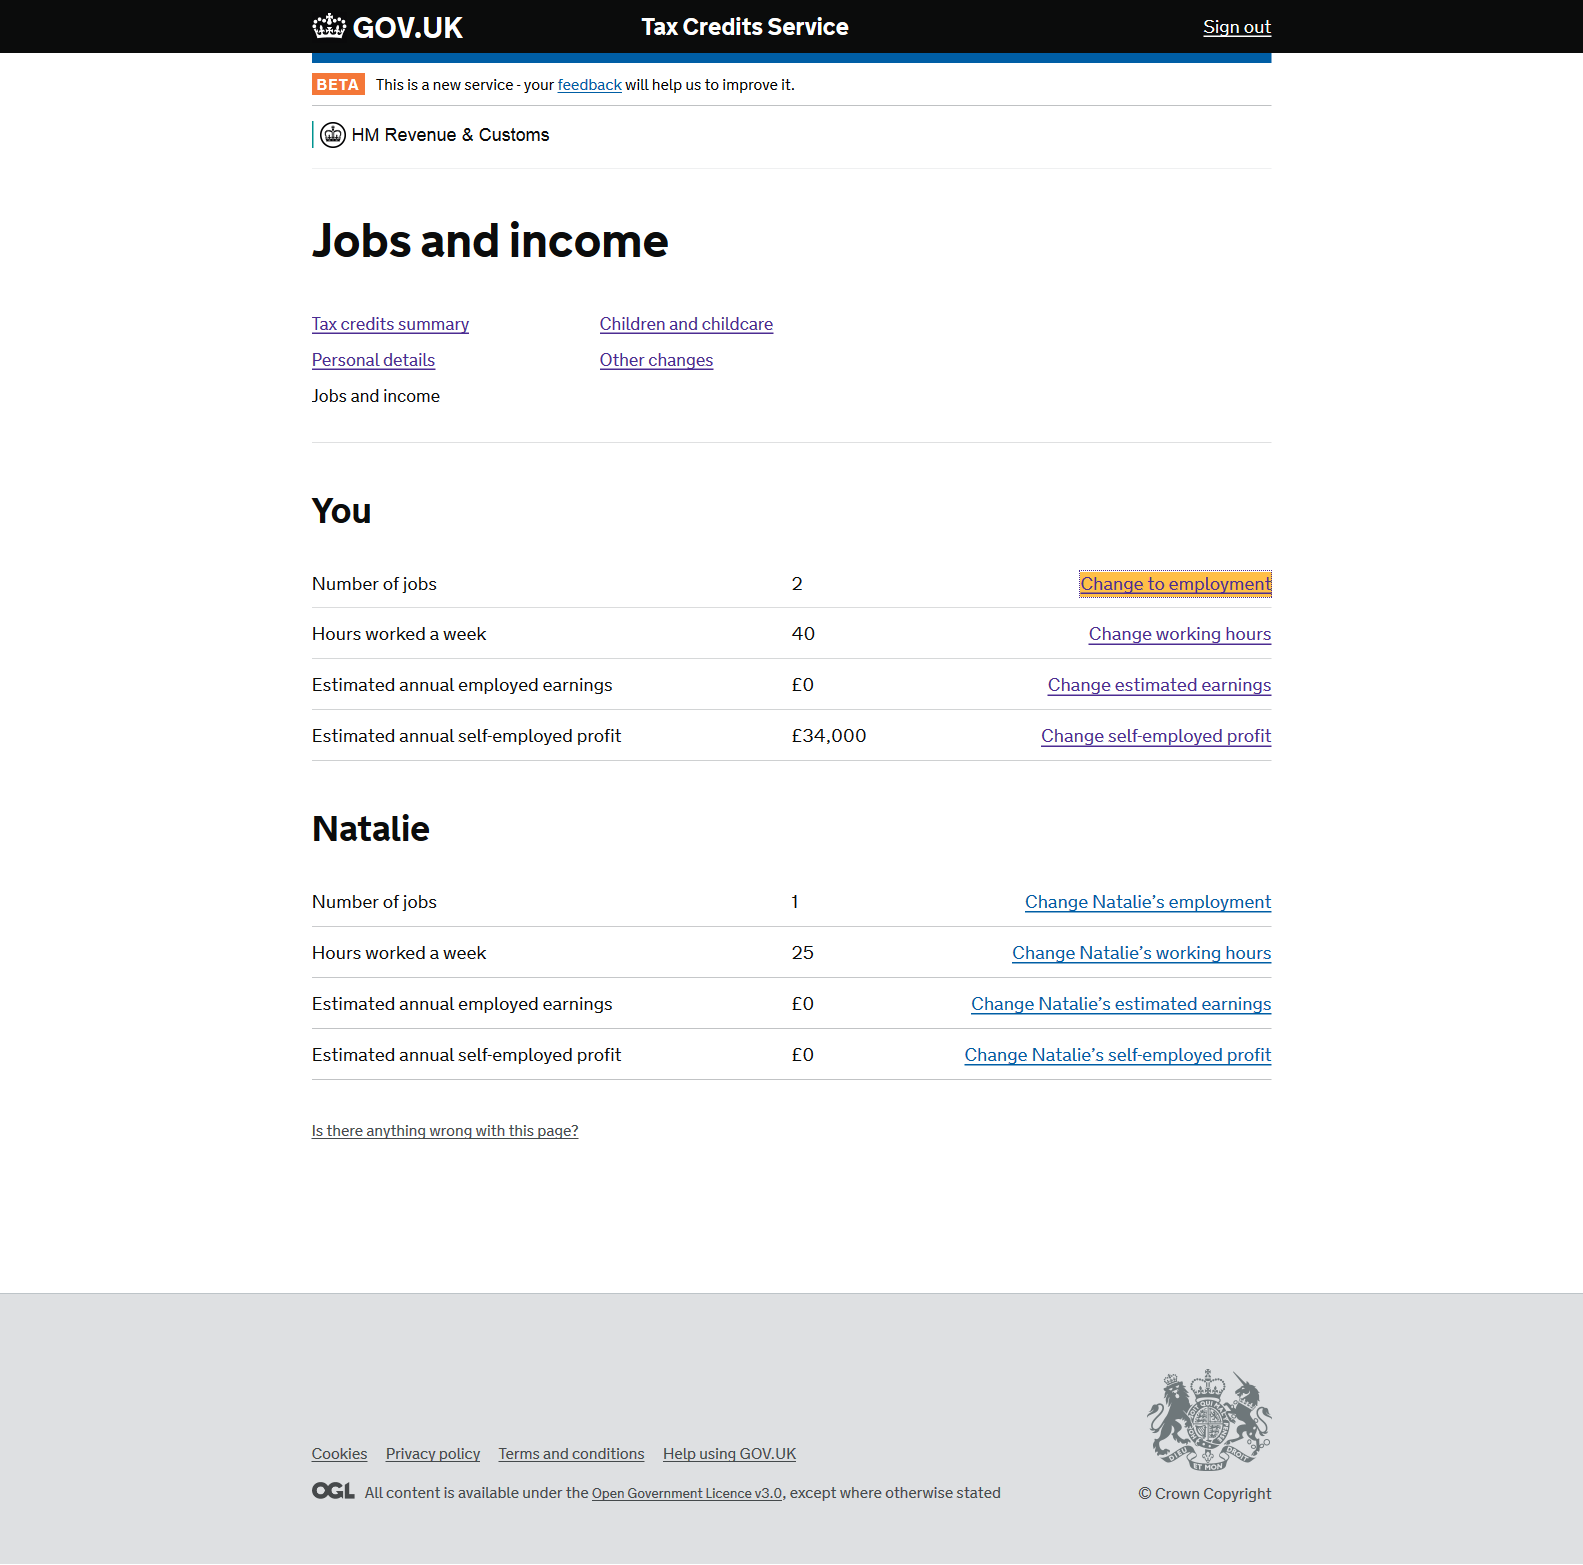 GOV.UK Tax Credits Service Sign out
BETA This is a new service - your feedback will help us to improve it.
HM Revenue & Customs
Jobs and income
Tax credits summary Children and childcare
Personal details Other changes
Jobs and income
You
Number of jobs 2 Change to employment
Hours worked a week 40 Change working hours
Estimated annual employed earnings £0 Change estimated earnings
Estimated annual self-employed profit £34,000 Change self-employed profit
Natalie
Number of jobs 1 Change Natalie’s employment
Hours worked a week 25 Change Natalie’s working hours
Estimated annual employed earnings £0 Change Natalie’s estimated earnings
Estimated annual self-employed profit £0 Change Natalie’s self-employed profit
Is there anything wrong with this page?
DIEU ET MON DROIT
Cookies Privacy policy Terms and conditions Help using GOV.UK
OGL All content is available under the Open Government Licence v3.0, except where otherwise stated © Crown Copyright